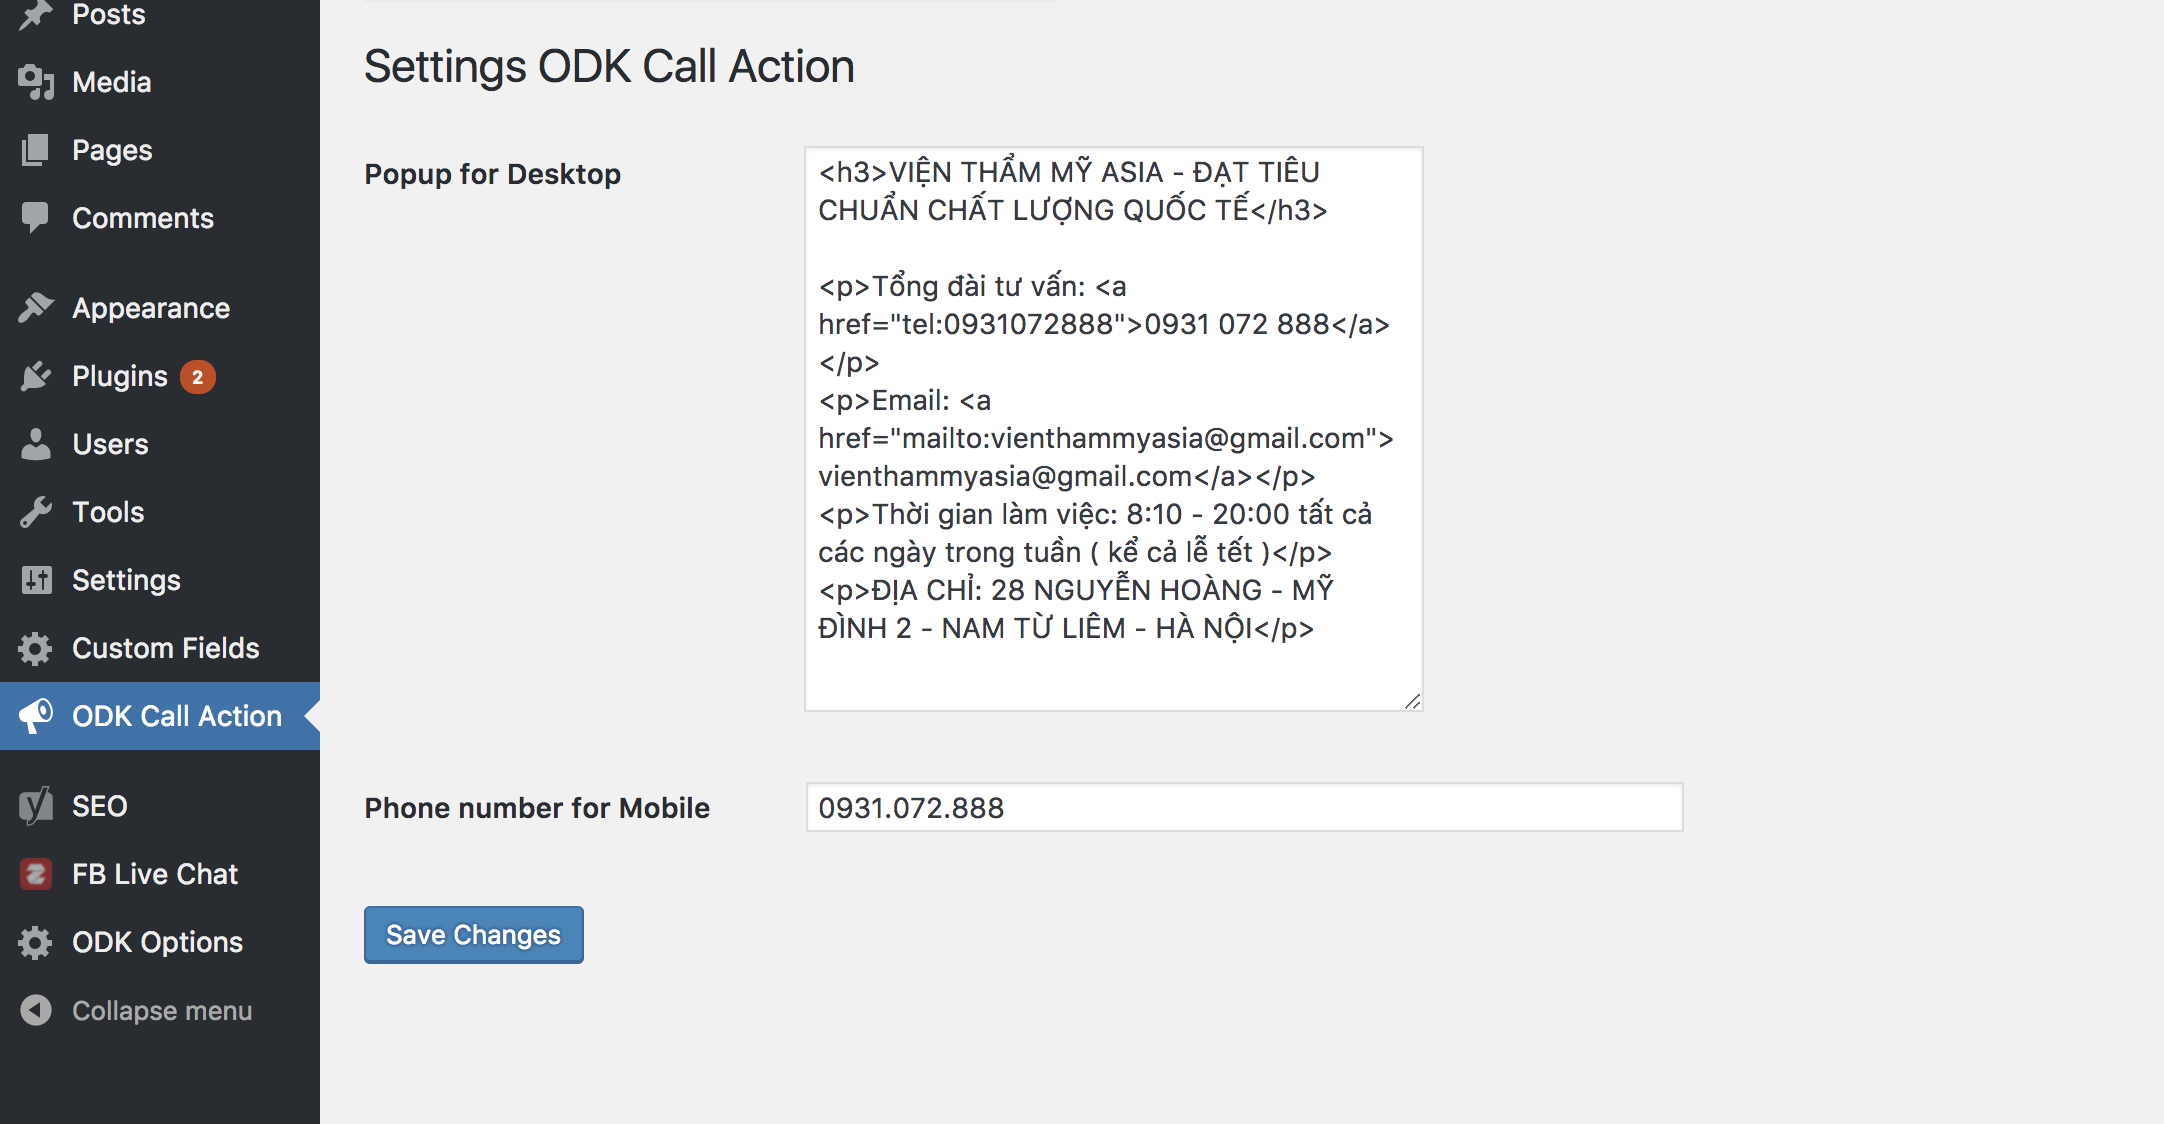 Posts
Media
Pages
Comments
Appearance
Plugins 2
Users
Tools
Settings
Custom Fields
ODK Call Action
SEO
FB Live Chat
ODK Options
Collapse menu
Settings ODK Call Action
Popup for Desktop
<h3>VIỆN THẨM MỸ ASIA - ĐẠT TIÊU
CHUẨN CHẤT LƯỢNG QUỐC TẾ</h3>
<p>Tổng đài tư vấn: <a
href="tel:0931072888">0931 072 888</a>
</p>
<p>Email: <a
href="mailto:vienthammyasia@gmail.com">
vienthammyasia@gmail.com</a></p>
<p>Thời gian làm việc: 8:10 - 20:00 tất cả
các ngày trong tuần ( kể cả lễ tết )</p>
<p>ĐỊA CHỈ: 28 NGUYỄN HOÀNG - MỸ
ĐÌNH 2 - NAM TỪ LIÊM - HÀ NỘI</p>
Phone number for Mobile
0931.072.888
Save Changes